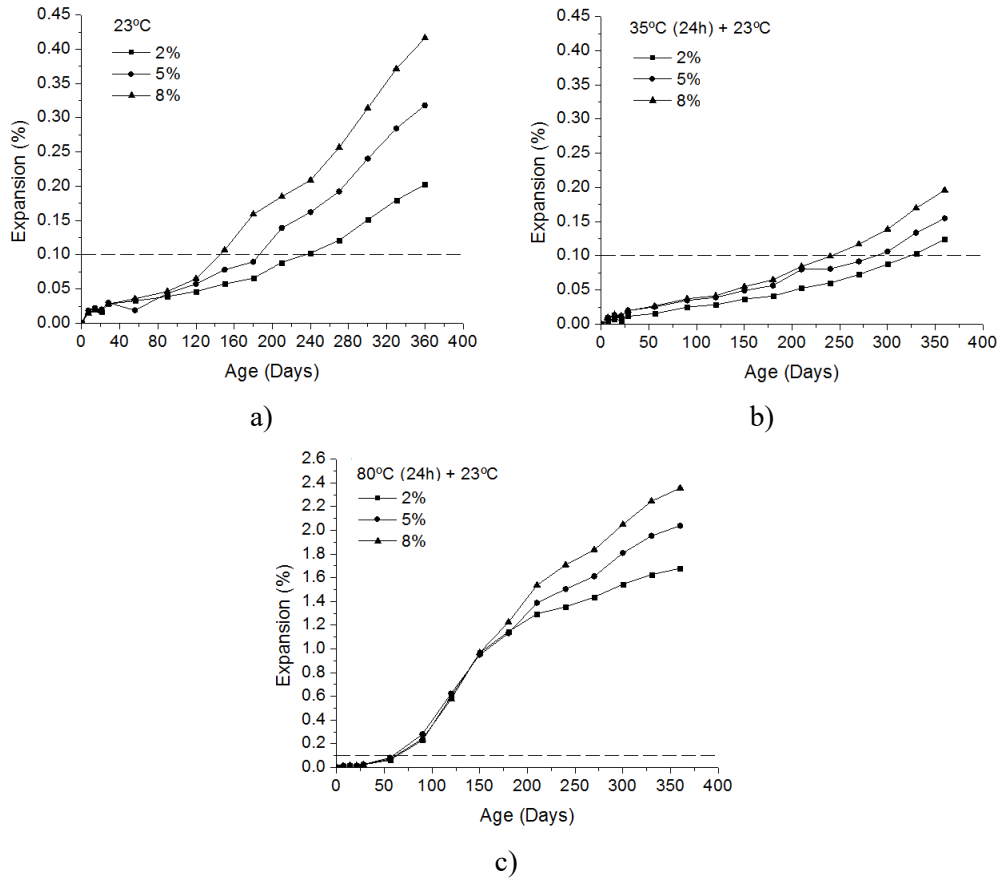 23ºC
2%
5%
8%
Expansion (%)
0.45
0.40
0.35
0.30
0.25
0.20
0.15
0.10
0.05
0.00
0 40 80 120 160 200 240 280 320 360 400
Age (Days)
a)
35ºC (24h) + 23ºC
2%
5%
8%
Expansion (%)
0.45
0.40
0.35
0.30
0.25
0.20
0.15
0.10
0.05
0.00
0 50 100 150 200 250 300 350 400
Age (Days)
b)
80ºC (24h) + 23ºC
2%
5%
8%
Expansion (%)
2.6
2.4
2.2
2.0
1.8
1.6
1.4
1.2
1.0
0.8
0.6
0.4
0.2
0.0
0 50 100 150 200 250 300 350 400
Age (Days)
c)